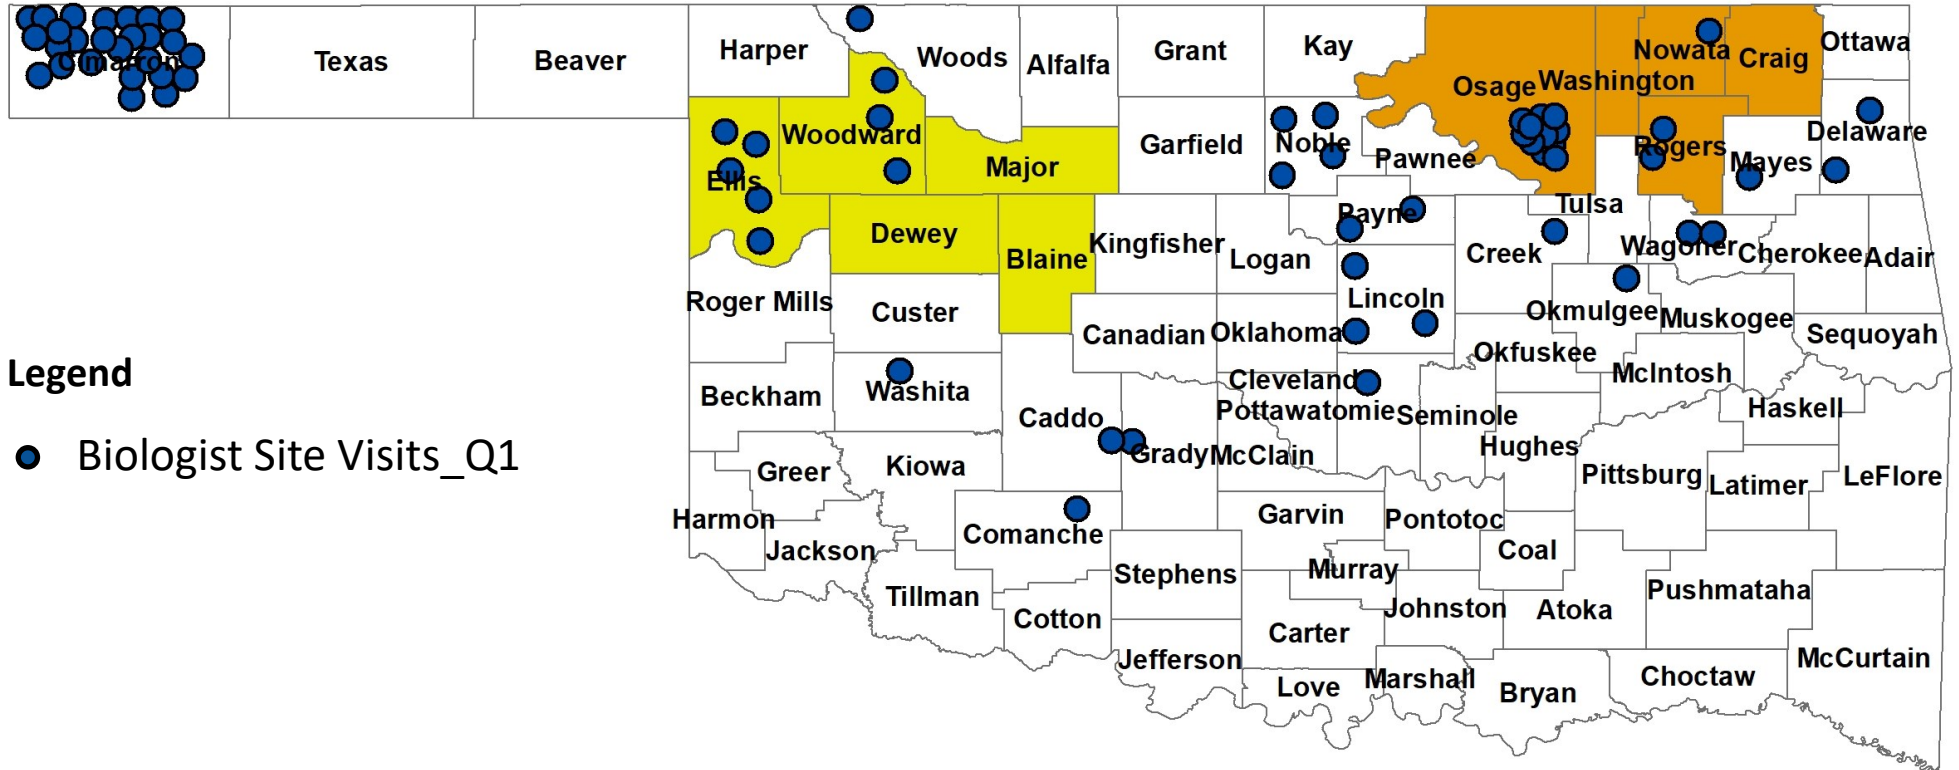 Cimarron
Texas
Beaver
Harper
Woods
Alfalfa
Grant
Kay
Osage
Washington
Nowata
Craig
Ottawa
Woodward
Ellis
Major
Garfield
Noble
Pawnee
Rogers
Mayes
Delaware
Dewey
Blaine
Kingfisher
Logan
Payne
Creek
Tulsa
Wagoner
Cherokee
Adair
Roger Mills
Custer
Canadian
Oklahoma
Lincoln
Okmulgee
Muskogee
Sequoyah
Okfuskee
McIntosh
Legend
Biologist Site Visits_Q1
Beckham
Washita
Caddo
Cleveland
Pottawatomie
Seminole
Haskell
Grady
McClain
Hughes
Greer
Kiowa
Pittsburg
Latimer
LeFlore
Harmon
Jackson
Comanche
Garvin
Pontotoc
Coal
Tillman
Cotton
Stephens
Murray
Johnston
Atoka
Pushmataha
Carter
Jefferson
Love
Marshall
Bryan
Choctaw
McCurtain